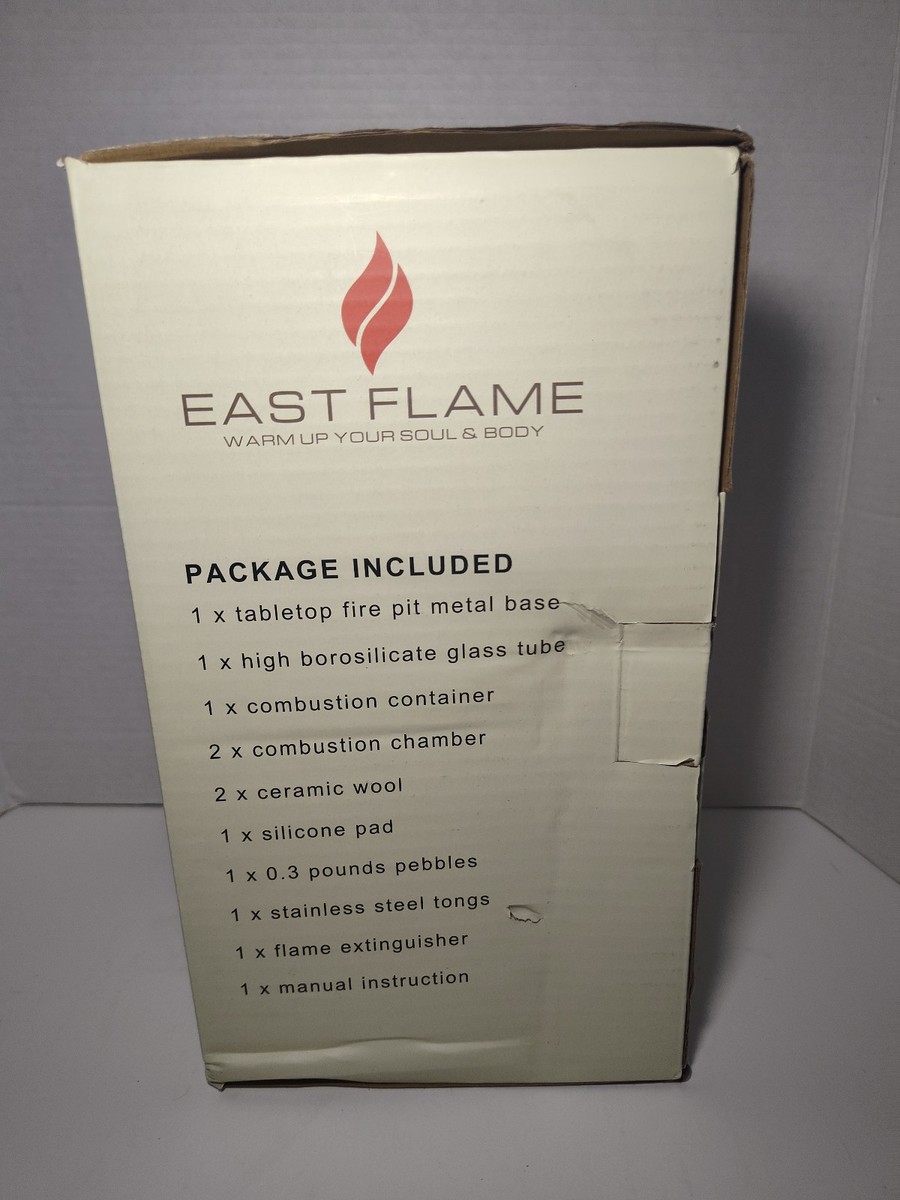 EAST FLAME
WARM UP YOUR SOUL & BODY
PACKAGE INCLUDED
1 x tabletop fire pit metal base
1 x high borosilicate glass tube
1 x combustion container
2 x combustion chamber
2 x ceramic wool
1 x silicone pad
1 x 0.3 pounds pebbles
1 x stainless steel tongs
1 x flame extinguisher
1 x manual instruction